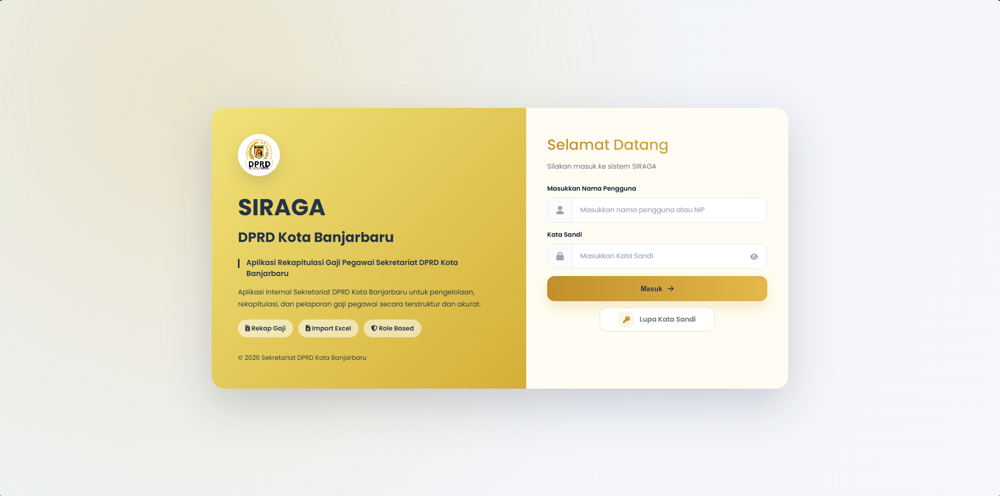 DPRD
SIRAGA
DPRD Kota Banjarbaru
Aplikasi Rekapitulasi Gaji Pegawai Sekretariat DPRD Kota
Banjarbaru
Aplikasi internal Sekretariat DPRD Kota Banjarbaru untuk pengelolaan,
rekapitulasi, dan pelaporan gaji pegawai secara terstruktur dan akurat.
Rekap Gaji Import Excel Role Based
© 2026 Sekretariat DPRD Kota Banjarbaru
Selamat Datang
Silakan masuk ke sistem SIRAGA
Masukkan Nama Pengguna
Masukkan nama pengguna atau NIP
Kata Sandi
Masukkan Kata Sandi
Masuk
Lupa Kata Sandi